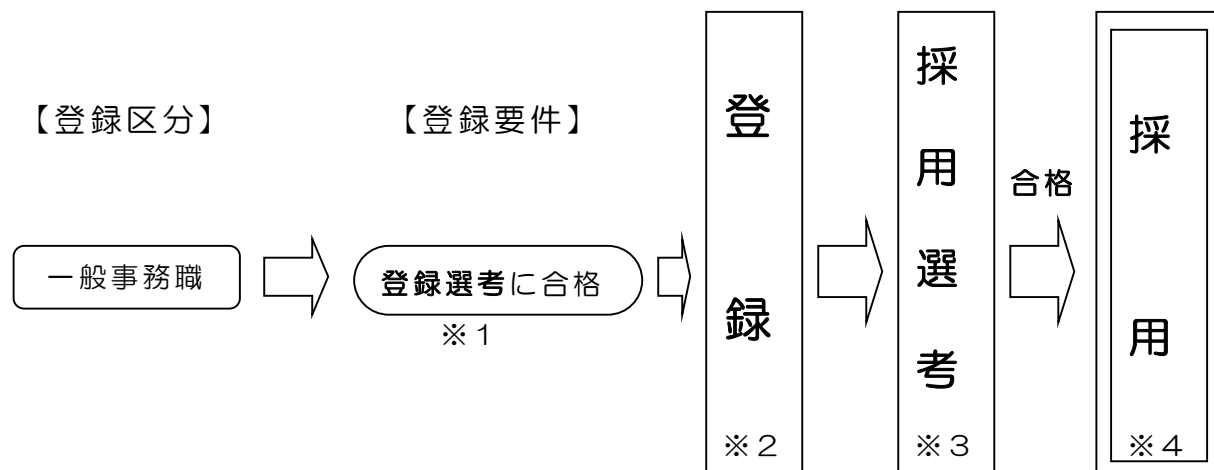 【登録区分】
【登録要件】
一般事務職
登録選考に合格
※1
登録
※2
採用選考
※3
合格
採用
※4